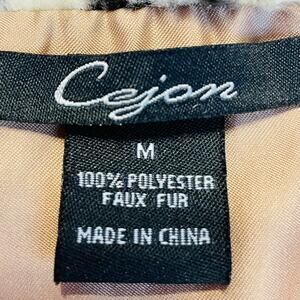 Cejon
M
100% POLYESTER
FAUX FUR
MADE IN CHINA